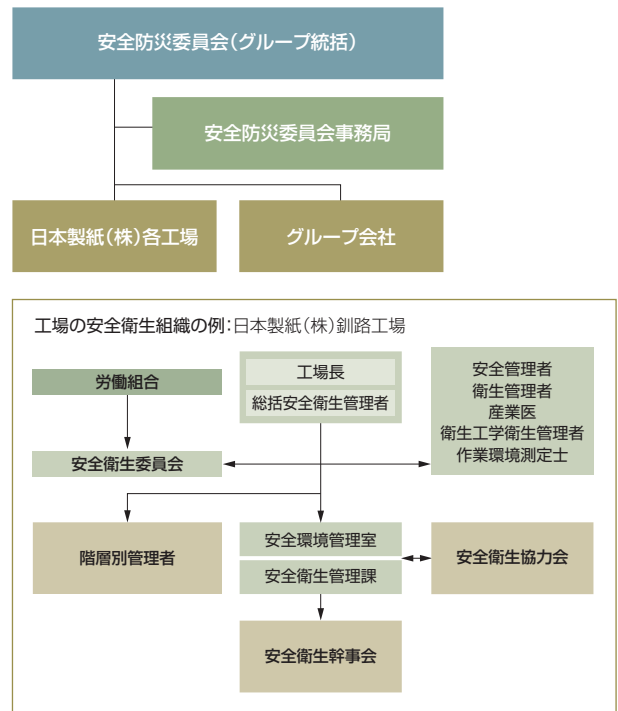 安全防災委員会(グループ統括)
安全防災委員会事務局
日本製紙(株)各工場
グループ会社
工場の安全衛生組織の例:日本製紙(株)釧路工場
労働組合
工場長
総括安全衛生管理者
安全管理者
衛生管理者
産業医
衛生工学衛生管理者
作業環境測定士
安全衛生委員会
階層別管理者
安全環境管理室
安全衛生管理課
安全衛生協力会
安全衛生幹事会